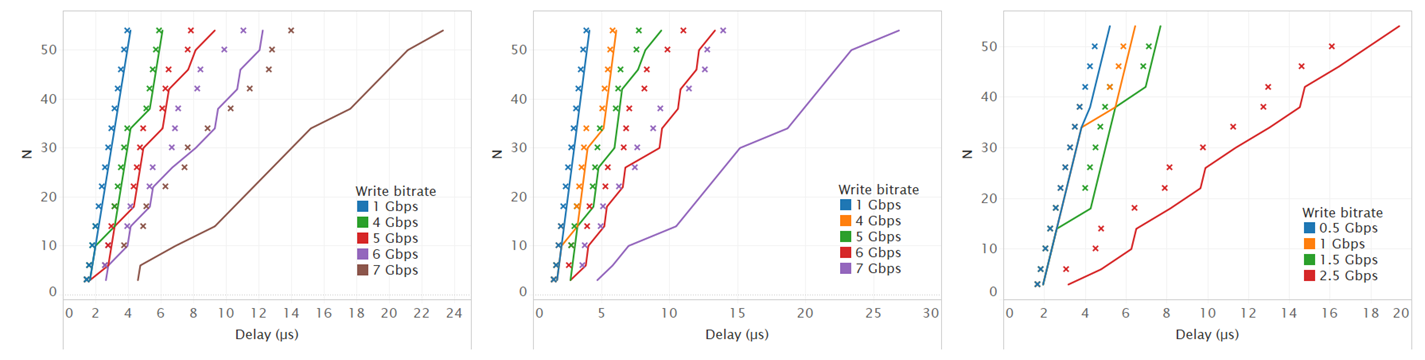 N
50
40
30
20
10
0
Write bitrate
1 Gbps
4 Gbps
5 Gbps
6 Gbps
7 Gbps
0 2 4 6 8 10 12 14 16 18 20 22 24
Delay (µs)
N
50
40
30
20
10
0
Write bitrate
1 Gbps
4 Gbps
5 Gbps
6 Gbps
7 Gbps
0 5 10 15 20 25 30
Delay (µs)
N
50
40
30
20
10
0
Write bitrate
0.5 Gbps
1 Gbps
1.5 Gbps
2.5 Gbps
0 2 4 6 8 10 12 14 16 18 20
Delay (µs)